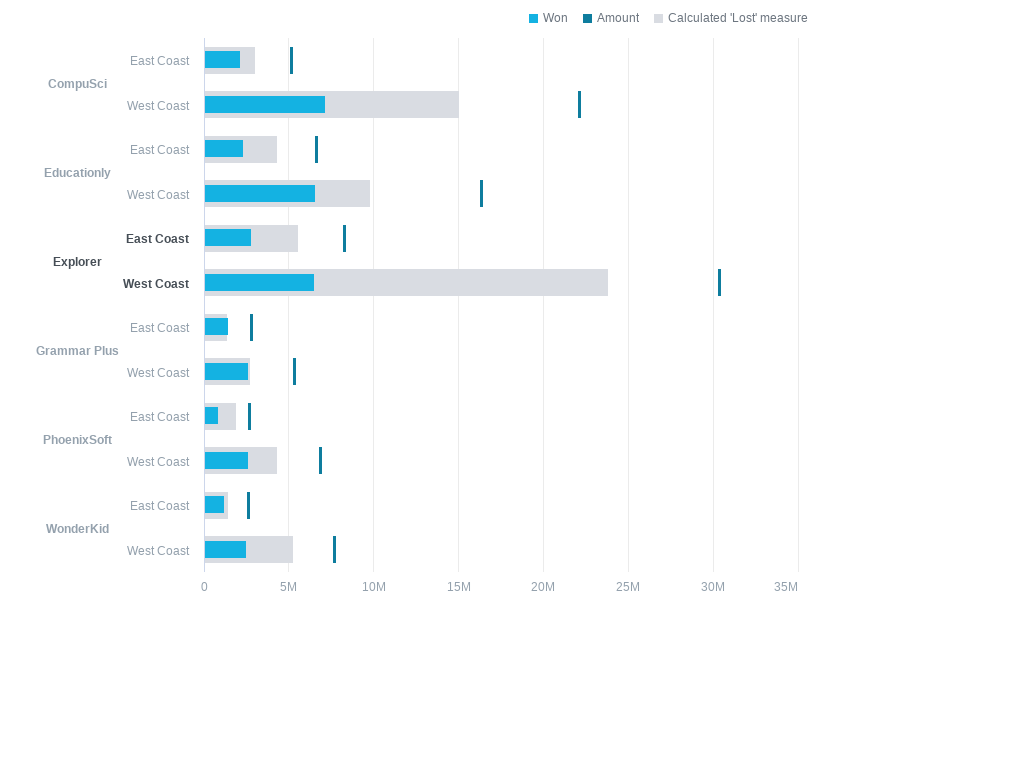 Won Amount Calculated 'Lost' measure
CompuSci
East Coast
West Coast
Educationly
East Coast
West Coast
Explorer
East Coast
West Coast
Grammar Plus
East Coast
West Coast
PhoenixSoft
East Coast
West Coast
WonderKid
East Coast
West Coast
0 5M 10M 15M 20M 25M 30M 35M